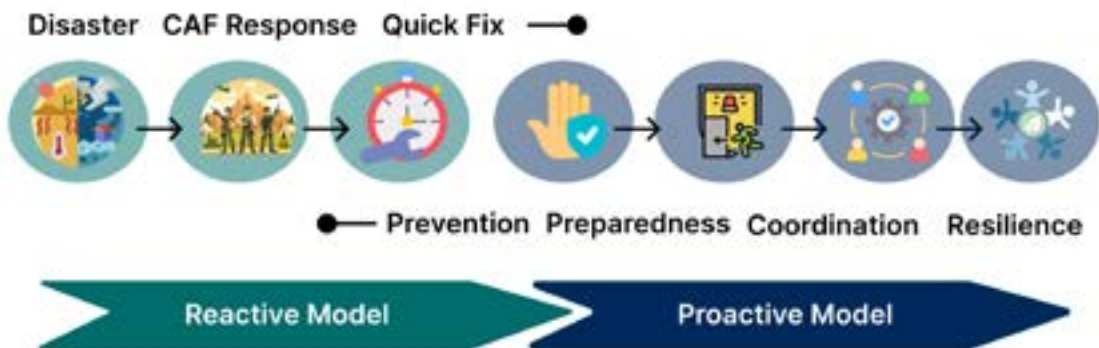 Disaster CAF Response Quick Fix
Prevention Preparedness Coordination Resilience
Reactive Model Proactive Model